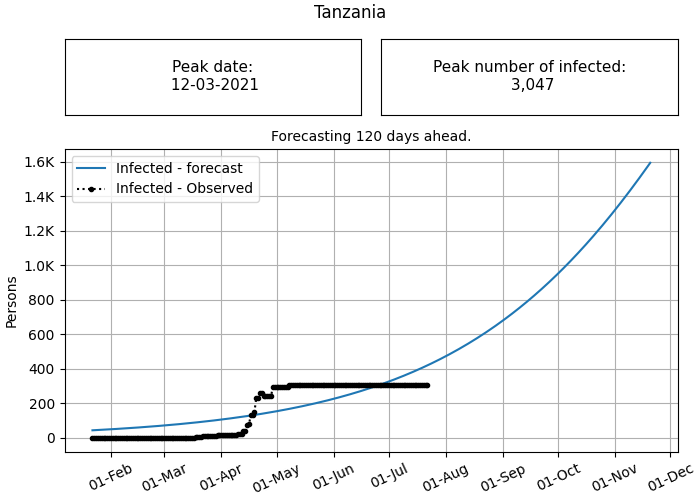 Tanzania
Peak date:
12-03-2021
Peak number of infected:
3,047
Forecasting 120 days ahead.
Infected - forecast
Infected - Observed
Persons
1.6K
1.4K
1.2K
1.0K
800
600
400
200
0
01-Feb
01-Mar
01-Apr
01-May
01-Jun
01-Jul
01-Aug
01-Sep
01-Oct
01-Nov
01-Dec